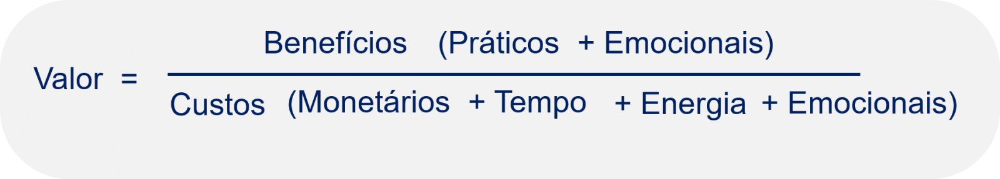 Benefícios (Práticos + Emocionais)
Valor =
Custos (Monetários + Tempo + Energia + Emocionais)